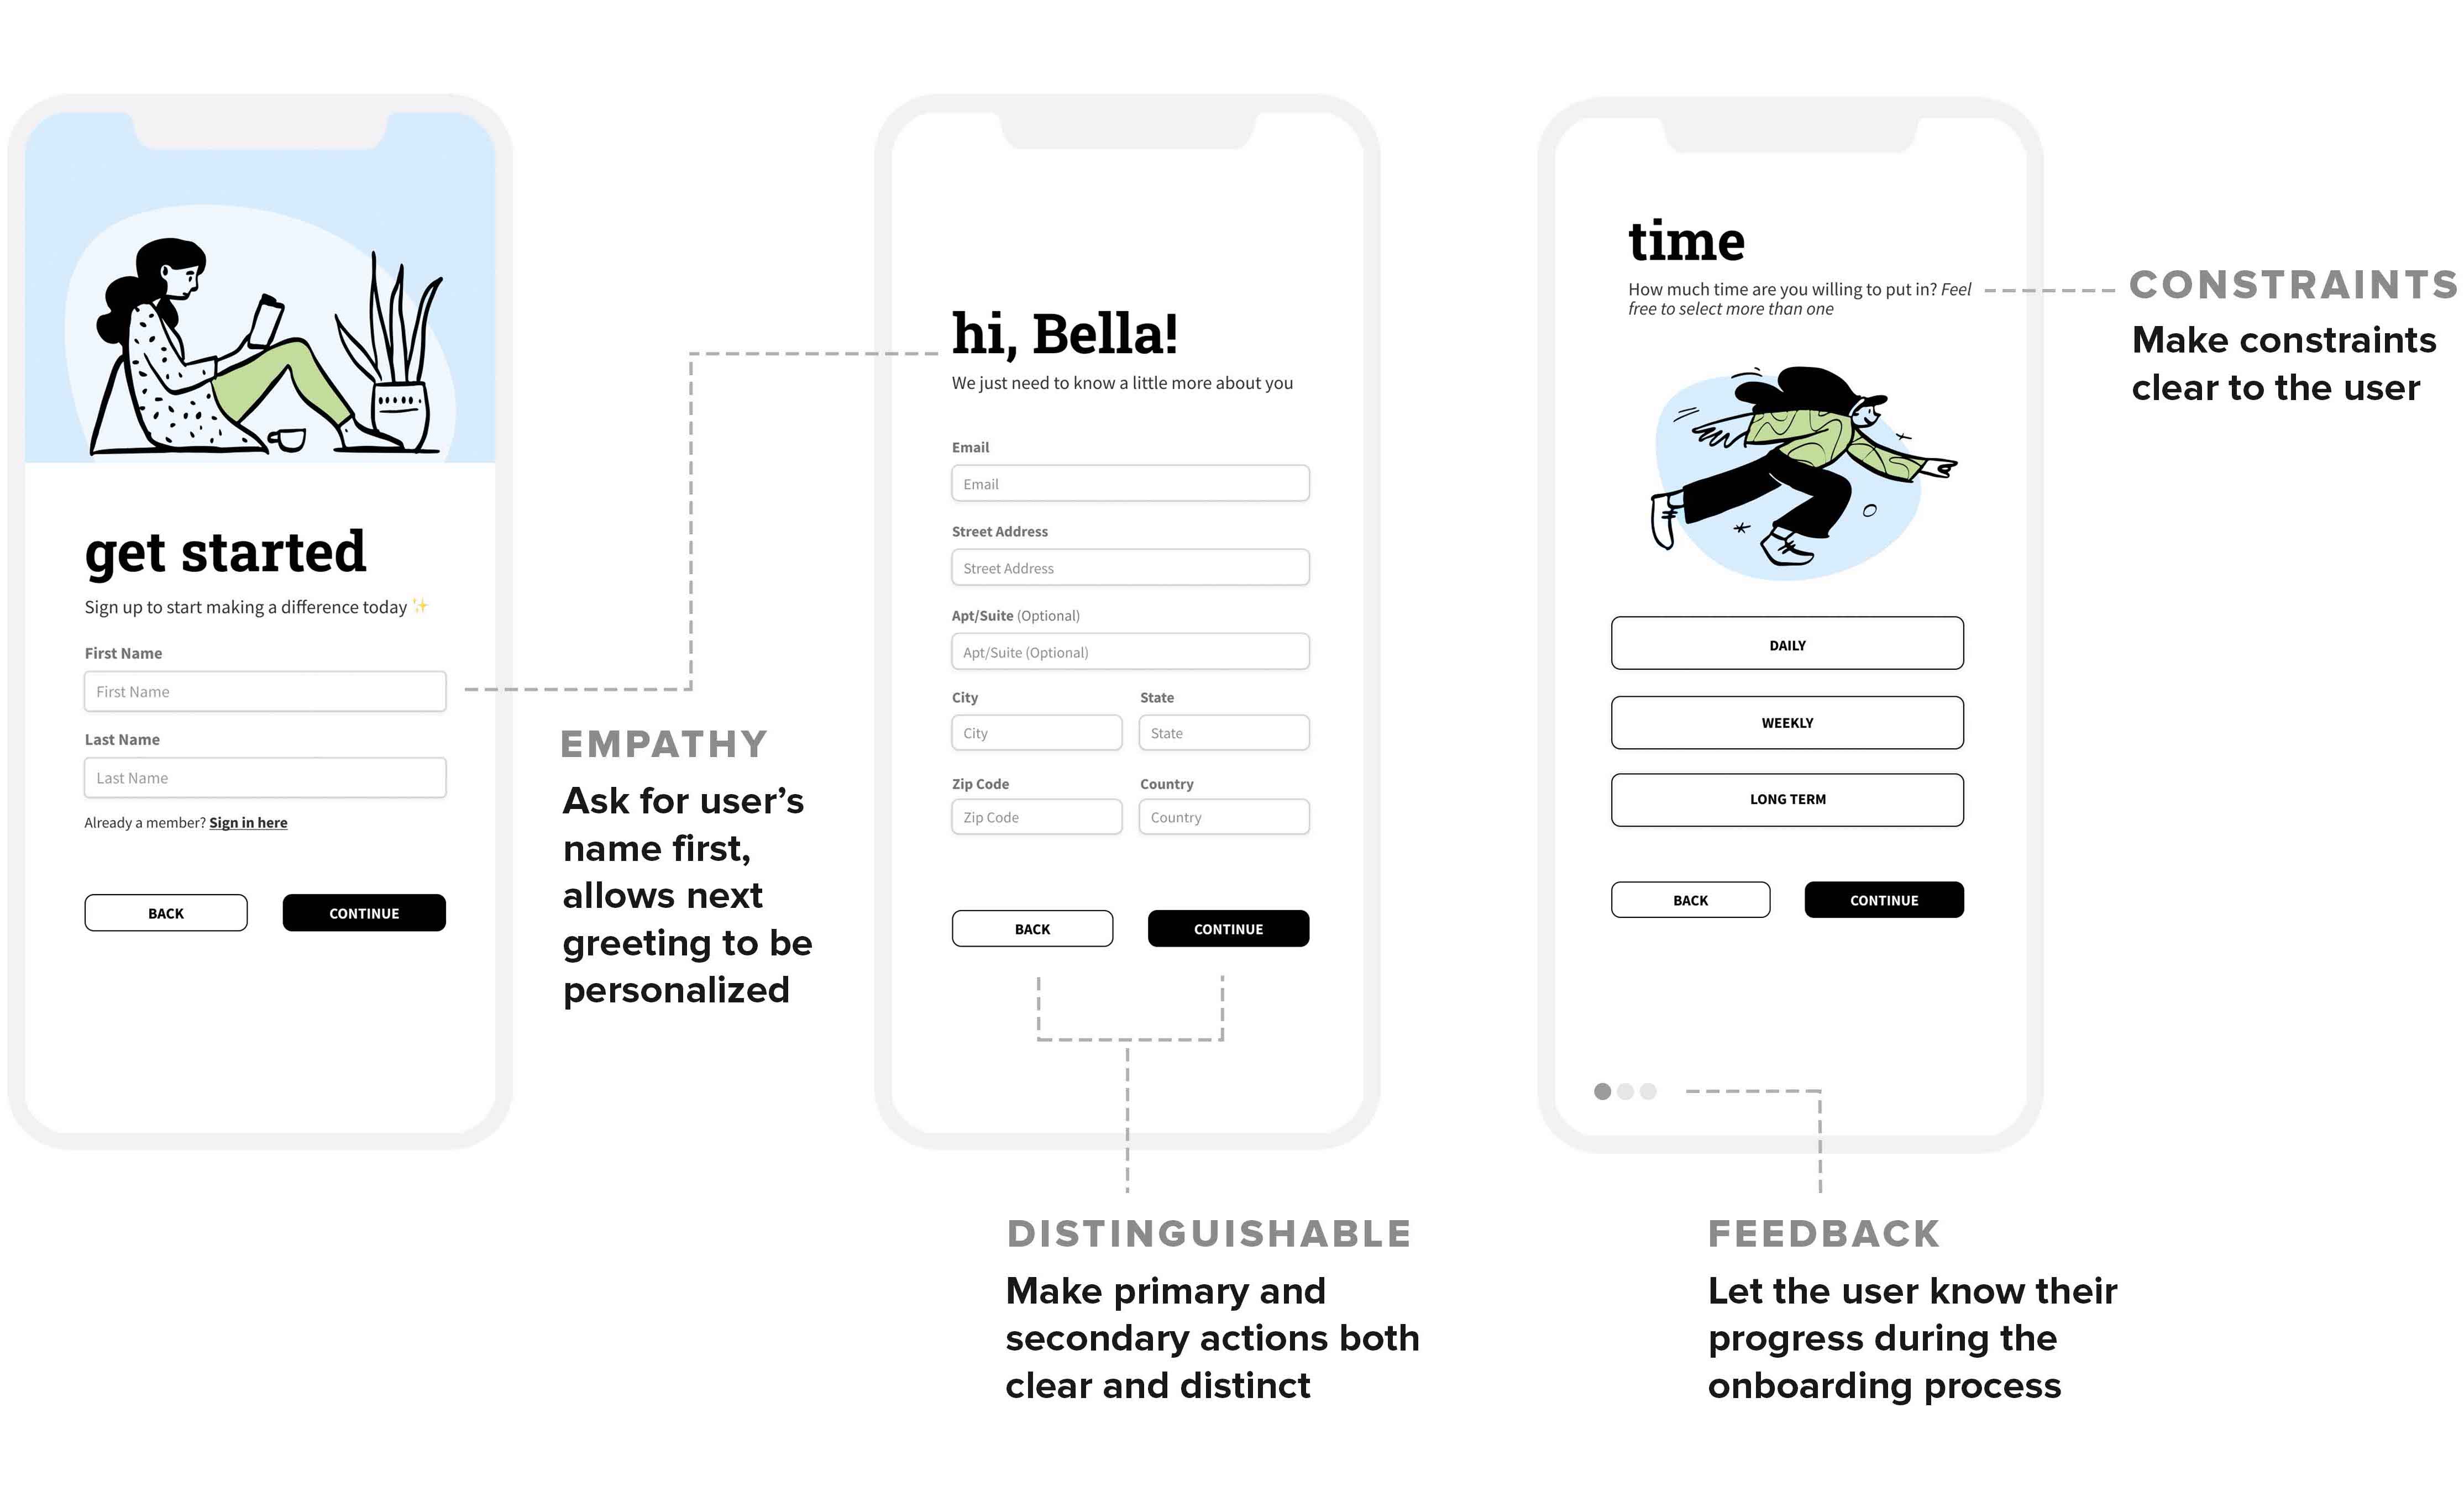 get started
Sign up to start making a difference today ✨
First Name
First Name
Last Name
Last Name
Already a member? Sign in here
BACK
CONTINUE
EMPATHY
Ask for user’s
name first,
allows next
greeting to be
personalized
hi, Bella!
We just need to know a little more about you
Email
Email
Street Address
Street Address
Apt/Suite (Optional)
Apt/Suite (Optional)
City
State
City
State
Zip Code
Country
Zip Code
Country
BACK
CONTINUE
DISTINGUISHABLE
Make primary and
secondary actions both
clear and distinct
time
How much time are you willing to put in? Feel
free to select more than one
DAILY
WEEKLY
LONG TERM
BACK
CONTINUE
CONSTRAINTS
Make constraints
clear to the user
FEEDBACK
Let the user know their
progress during the
onboarding process